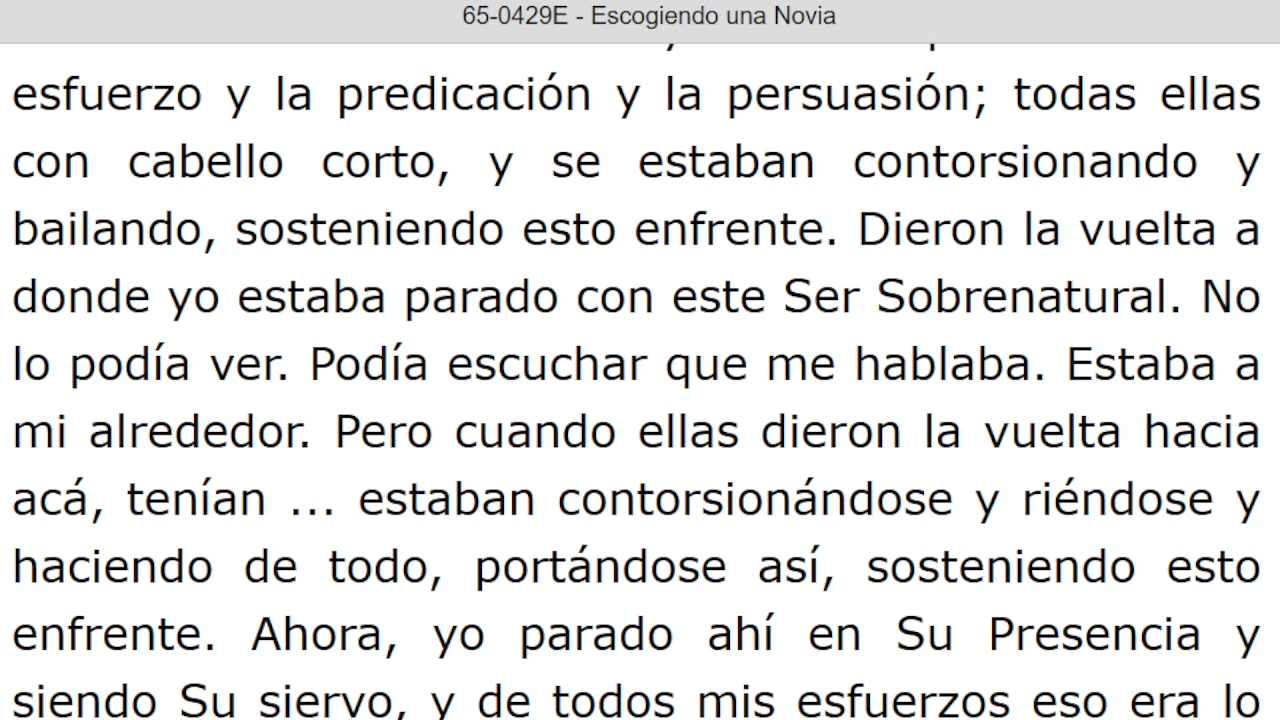 65-0429E - Escogiendo una Novia
esfuerzo y la predicación y la persuasión; todas ellas
con cabello corto, y se estaban contorsionando y
bailando, sosteniendo esto enfrente. Dieron la vuelta a
donde yo estaba parado con este Ser Sobrenatural. No
lo podía ver. Podía escuchar que me hablaba. Estaba a
mi alrededor. Pero cuando ellas dieron la vuelta hacia
acá, tenían ... estaban contorsionándose y riéndose y
haciendo de todo, portándose así, sosteniendo esto
enfrente. Ahora, yo parado ahí en Su Presencia y
siendo Su siervo, y de todos mis esfuerzos eso era lo